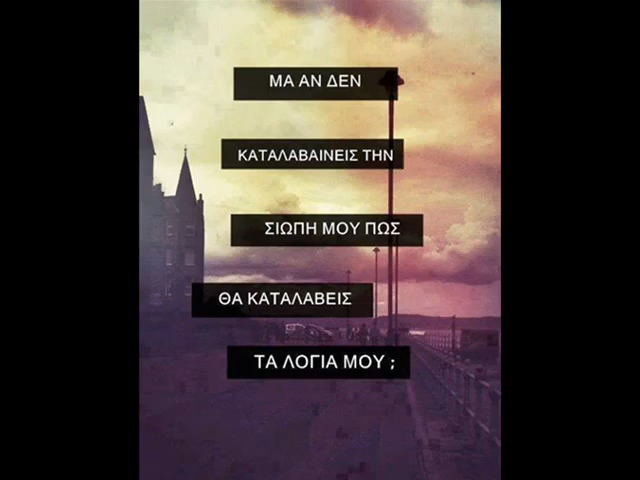 ΜΑ ΑΝ ΔΕΝ
ΚΑΤΑΛΑΒΑΙΝΕΙΣ ΤΗΝ
ΣΙΩΠΗ ΜΟΥ ΠΩΣ
ΘΑ ΚΑΤΑΛΑΒΕΙΣ
ΤΑ ΛΟΓΙΑ ΜΟΥ ;